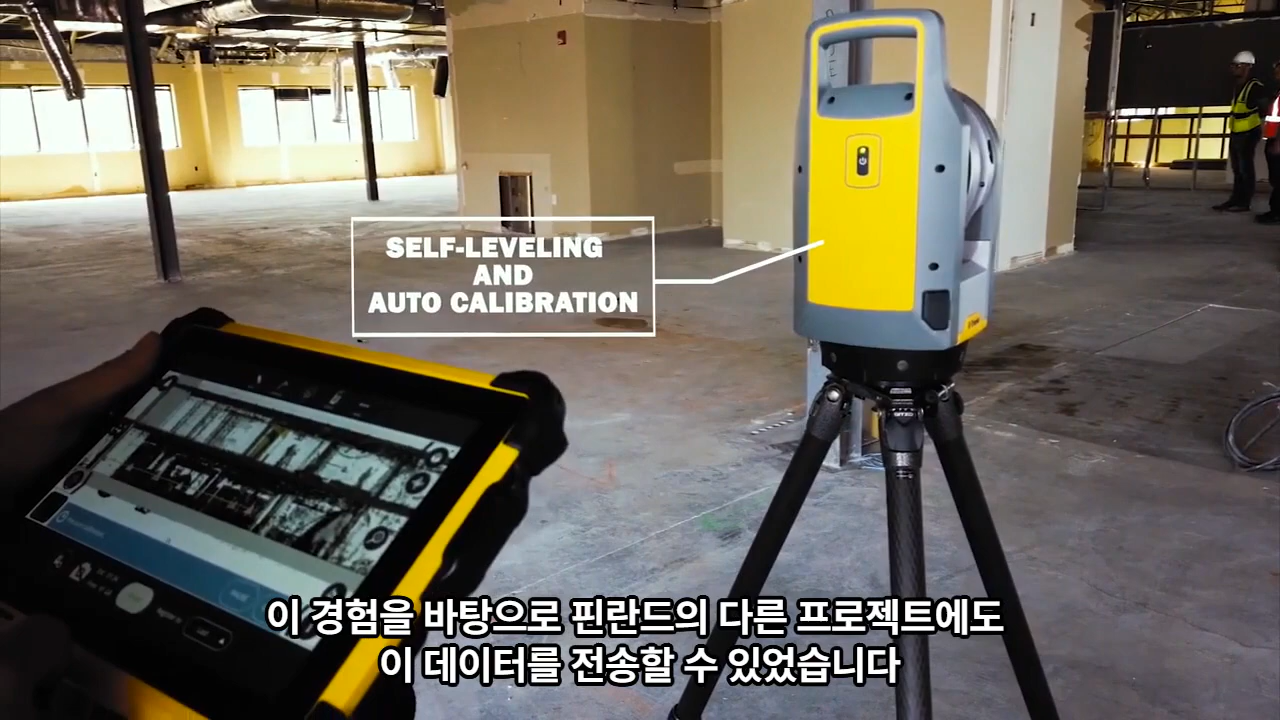 SELF-LEVELING
AND
AUTO CALIBRATION
이 경험을 바탕으로 핀란드의 다른 프로젝트에도
이 데이터를 전송할 수 있었습니다